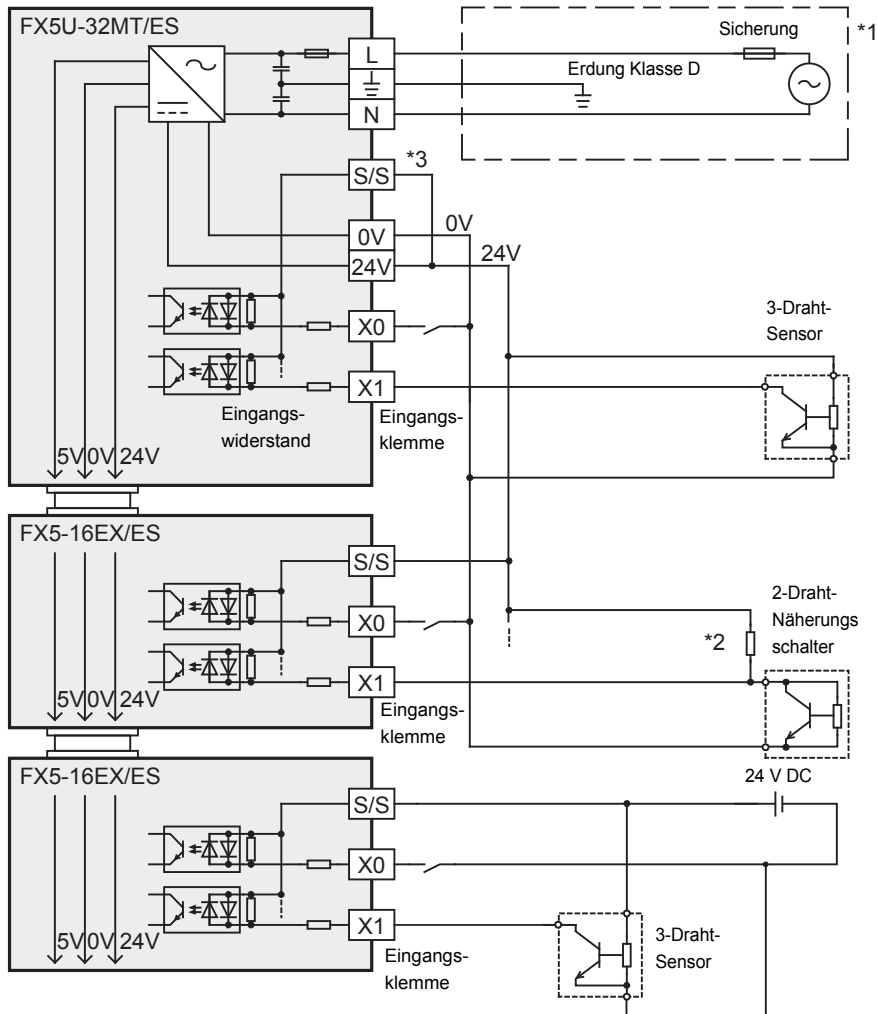 FX5U-32MT/ES
Sicherung
*1
L
Erdung Klasse D
N
*3
S/S
0V
0V
24V
24V
X0
3-Draht-
Sensor
X1
Eingangs-
widerstand
Eingangs-
klemme
5V 0V 24V
FX5-16EX/ES
S/S
2-Draht-
Näherungs
schalter
X0
*2
X1
5V 0V 24V
Eingangs-
klemme
FX5-16EX/ES
24 V DC
S/S
X0
X1
3-Draht-
Sensor
5V 0V 24V
Eingangs-
klemme